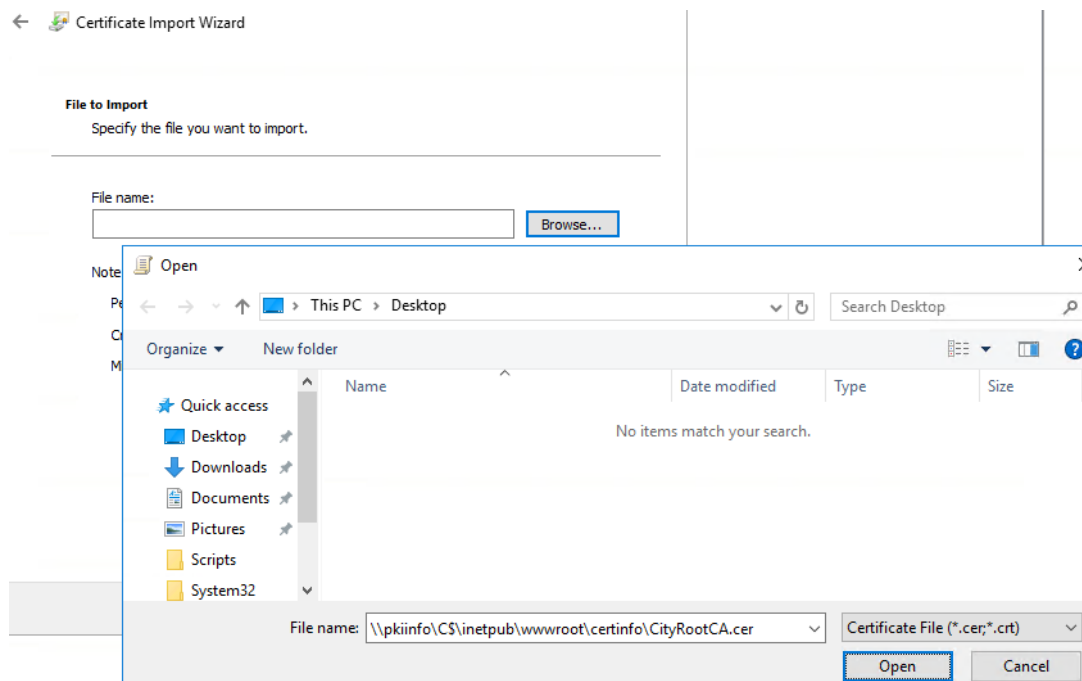 Certificate Import Wizard
File to Import
Specify the file you want to import.
File name:
Browse...
Note
Open
This PC > Desktop
Search Desktop
Organize
New folder
Name
Date modified
Type
Size
No items match your search.
Quick access
Desktop
Downloads
Documents
Pictures
Scripts
System32
File name: \\pkiinfo\C$\inetpub\wwwroot\certinfo\CityRootCA.cer
Certificate File (*.cer;*.crt)
Open
Cancel